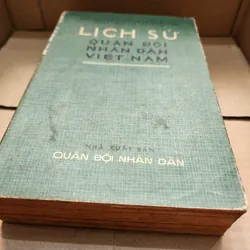 LỊCH SỬ
QUÂN ĐỘI
NHÂN DÂN
VIỆT NAM
NHÀ XUẤT BẢN
QUÂN ĐỘI NHÂN DÂN